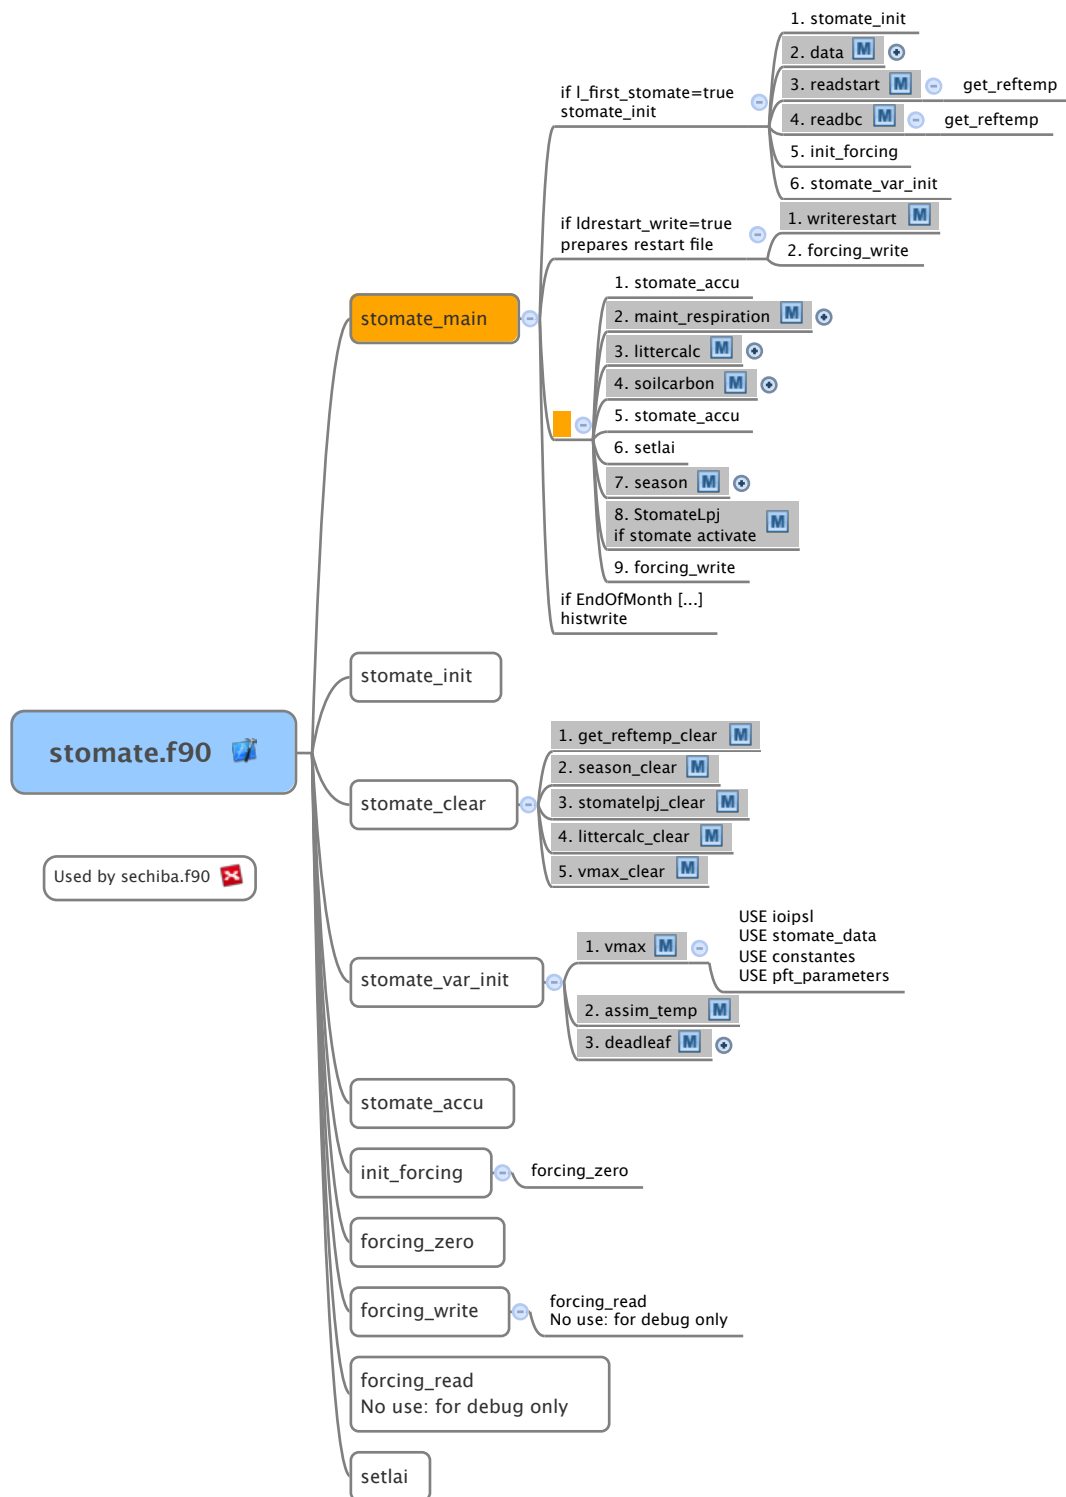 1. stomate_init
2. data M
if l_first_stomate=true
stomate_init
3. readstart M
get_reftemp
4. readbc M
get_reftemp
5. init_forcing
6. stomate_var_init
if ldrestart_write=true
prepares restart file
1. writerestart M
2. forcing_write
stomate_main
1. stomate_accu
2. maint_respiration M
3. littercalc M
4. soilcarbon M
5. stomate_accu
6. setlai
7. season M
8. StomateLpj M
if stomate activate
9. forcing_write
if EndOfMonth [...]
histwrite
stomate_init
stomate.f90
Used by sechiba.f90
stomate_clear
1. get_reftemp_clear M
2. season_clear M
3. stomatelpj_clear M
4. littercalc_clear M
5. vmax_clear M
stomate_var_init
1. vmax M
USE ioipsl
USE stomate_data
USE constantes
USE pft_parameters
2. assim_temp M
3. deadleaf M
stomate_accu
init_forcing
forcing_zero
forcing_zero
forcing_write
forcing_read
No use: for debug only
forcing_read
No use: for debug only
setlai